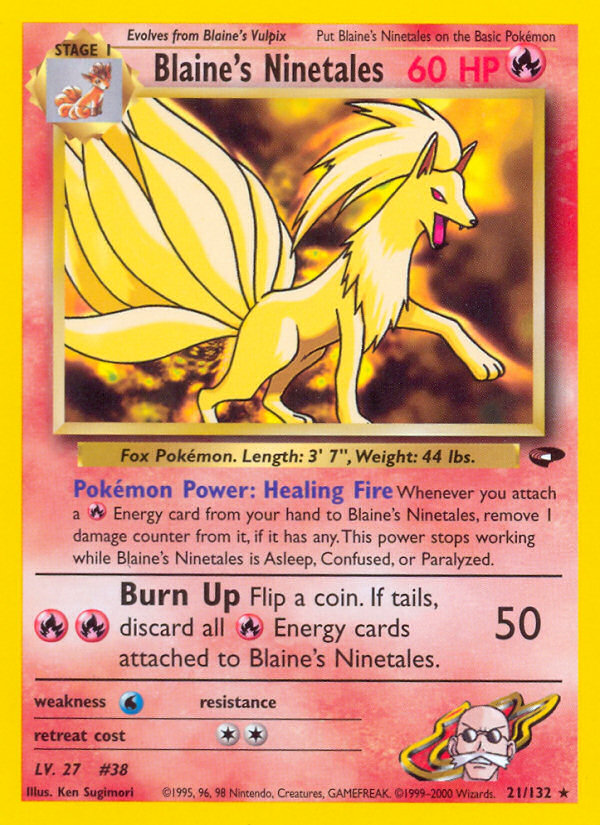 Evolves from Blaine's Vulpix
Put Blaine's Ninetales on the Basic Pokémon
STAGE 1
Blaine's Ninetales 60 HP
Fox Pokémon. Length: 3' 7", Weight: 44 lbs.
Pokémon Power: Healing Fire Whenever you attach
a Energy card from your hand to Blaine's Ninetales, remove 1
damage counter from it, if it has any. This power stops working
while Blaine's Ninetales is Asleep, Confused, or Paralyzed.
Burn Up Flip a coin. If tails,
discard all Energy cards
attached to Blaine's Ninetales.
50
weakness
resistance
retreat cost
LV. 27 #38
Illus. Ken Sugimori
©1995, 96, 98 Nintendo, Creatures, GAMEFREAK. ©1999-2000 Wizards. 21/132 ★